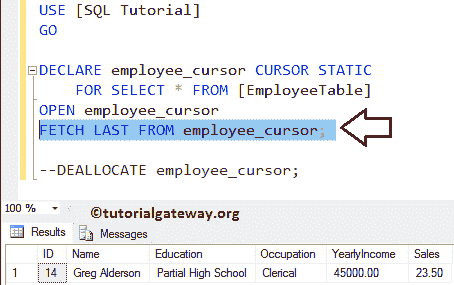 USE [SQL Tutorial]
GO
DECLARE employee_cursor CURSOR STATIC
FOR SELECT * FROM [EmployeeTable]
OPEN employee_cursor
FETCH LAST FROM employee_cursor;
--DEALLOCATE employee_cursor;
100 %
©tutorialgateway.org
Results Messages
ID Name Education Occupation YearlyIncome Sales
1 14 Greg Alderson Partial High School Clerical 45000.00 23.50